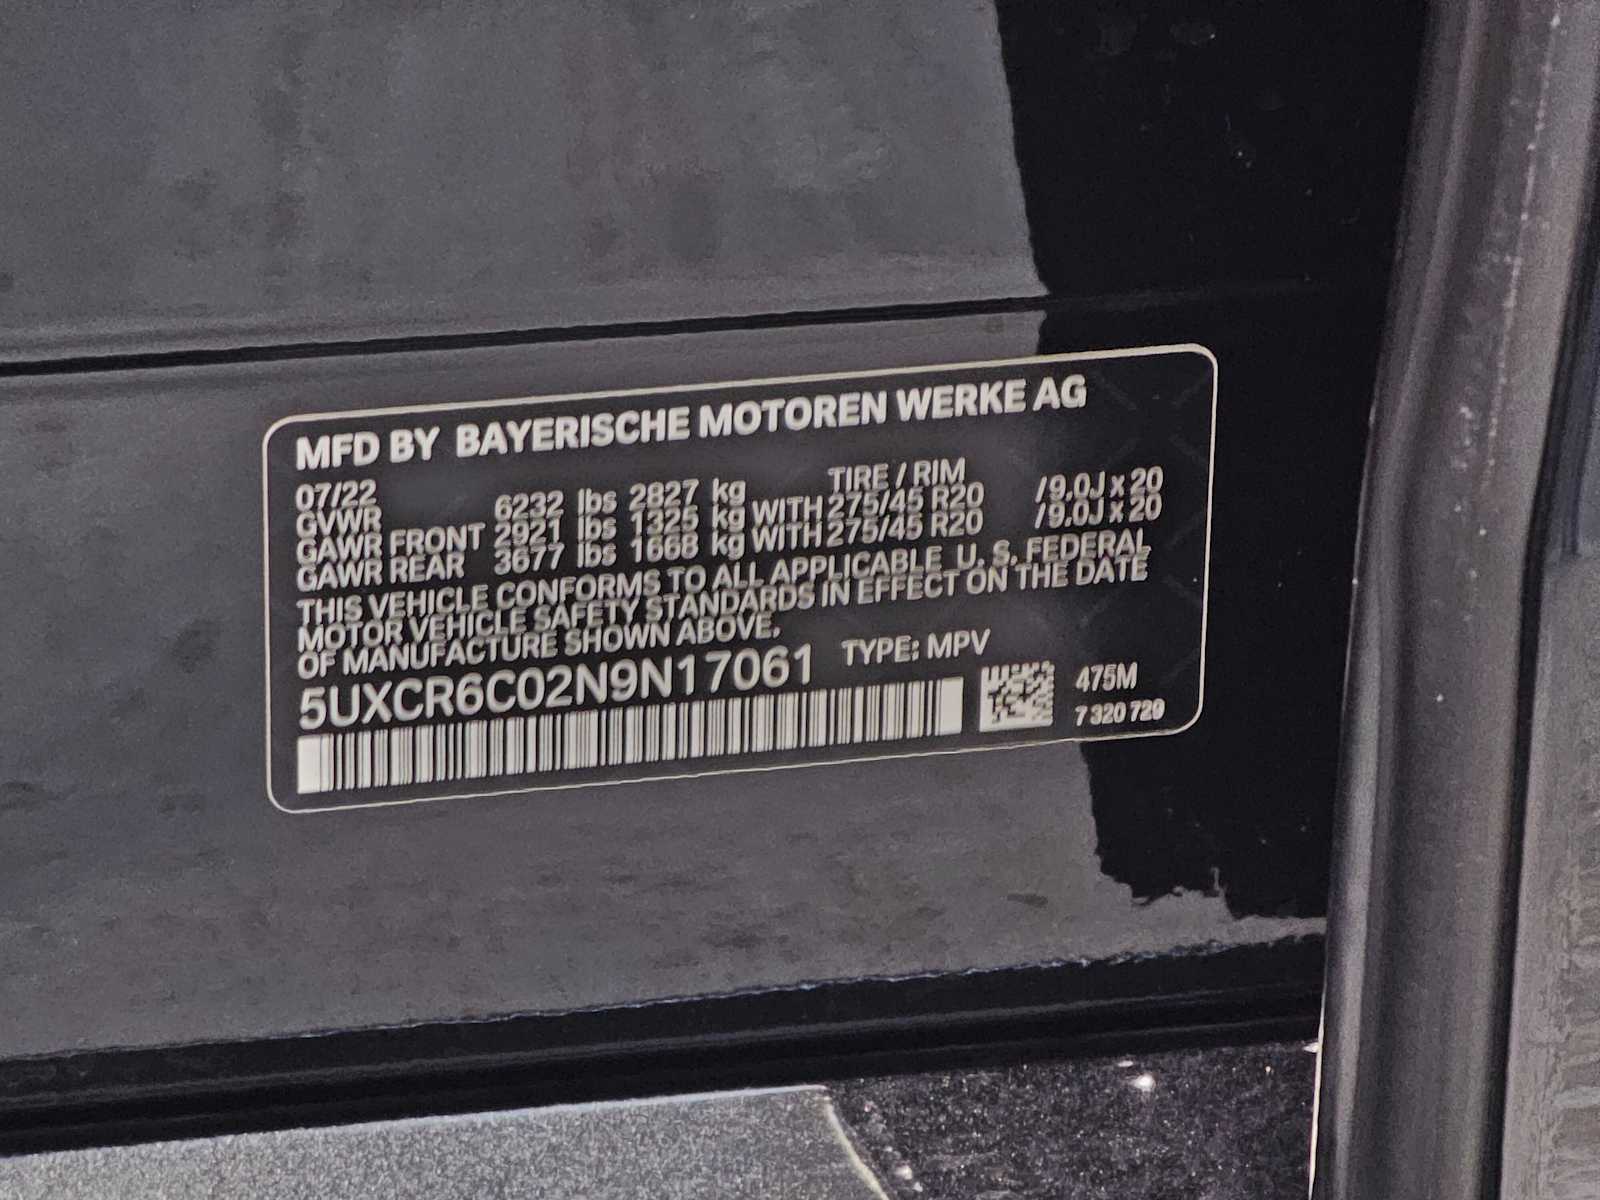 MFD BY BAYERISCHE MOTOREN WERKE AG
07/22 TIRE / RIM
GVWR 6232 lbs 2827 kg
GAWR FRONT 2921 lbs 1325 kg WITH 275/45 R20 /9.0J x 20
GAWR REAR 3677 lbs 1668 kg WITH 275/45 R20 /9.0J x 20
THIS VEHICLE CONFORMS TO ALL APPLICABLE U. S. FEDERAL
MOTOR VEHICLE SAFETY STANDARDS IN EFFECT ON THE DATE
OF MANUFACTURE SHOWN ABOVE.
5UXCR6C02N9N17061 TYPE: MPV
475M
7 320 729